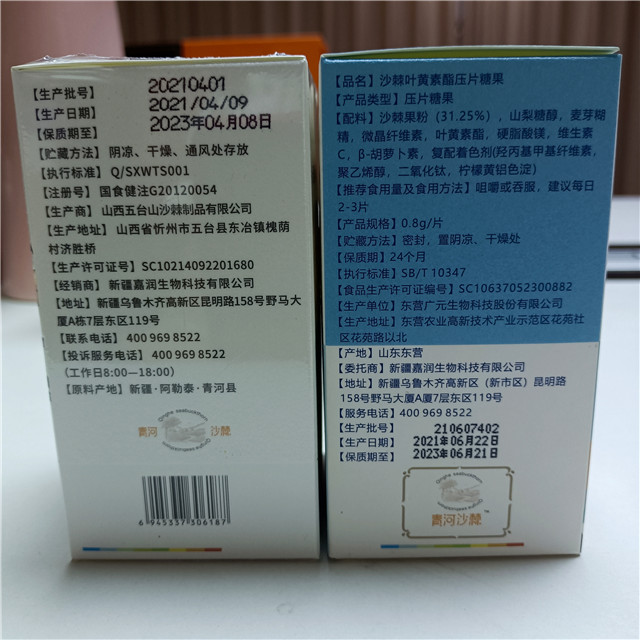 【生产批号】 20210401
【生产日期】 2021/04/09
【保质期至】 2023年04月08日
【贮藏方法】阴凉、干燥、通风处存放
【执行标准】Q/SXWTS001
【注册号】国食健注G20120054
【生产商】山西五台山沙棘制品有限公司
【生产地址】山西省忻州市五台县东冶镇槐荫
村济胜桥
【生产许可证号】SC10214092201680
【经销商】新疆嘉润生物科技有限公司
【地址】新疆乌鲁木齐高新区昆明路158号野马大
厦A栋7层东区119号
【联系电话】400 969 8522
【投诉服务电话】400 969 8522
(工作日8:00—18:00)
【原料产地】新疆·阿勒泰·青河县
青河 沙棘
6 945337 306187
【品名】沙棘叶黄素酯压片糖果
【产品类型】压片糖果
【配料】沙棘果粉（31.25%），山梨糖醇，麦芽糊
精，微晶纤维素，叶黄素酯，硬脂酸镁，维生素
C，β-胡萝卜素，复配着色剂(羟丙基甲基纤维素，
聚乙烯醇，二氧化钛，柠檬黄铝色淀)
【推荐食用量及食用方法】咀嚼或吞服，建议每日
2-3片
【产品规格】0.8g/片
【贮藏方法】密封，置阴凉、干燥处
【保质期】24个月
【执行标准】SB/T 10347
【食品生产许可证编号】SC10637052300882
【生产单位】东营广元生物科技股份有限公司
【生产地址】东营农业高新技术产业示范区花苑社
区花苑路以北
【产地】山东东营
【委托商】新疆嘉润生物科技有限公司
【地址】新疆乌鲁木齐高新区（新市区）昆明路
158号野马大厦A厦7层东区119号
【服务电话】400 969 8522
【生产批号】 210607402
【生产日期】 2021年06月22日
【保质期至】 2023年06月21日
青河沙棘